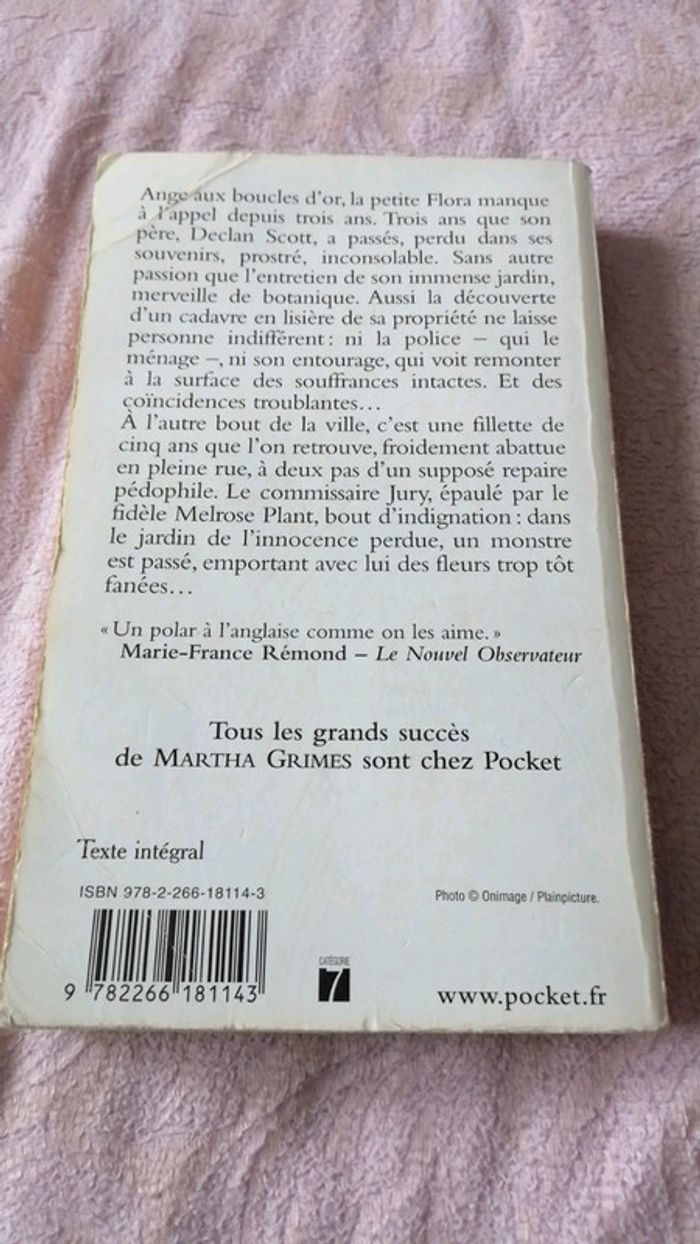 Ange aux boucles d'or, la petite Flora manque
à l'appel depuis trois ans. Trois ans que son
père, Declan Scott, a passés, perdu dans ses
souvenirs, prostré, inconsolable. Sans autre
passion que l'entretien de son immense jardin,
merveille de botanique. Aussi la découverte
d'un cadavre en lisière de sa propriété ne laisse
personne indifférent : ni la police – qui le
ménage –, ni son entourage, qui voit remonter
à la surface des souffrances intactes. Et des
coïncidences troublantes…
À l'autre bout de la ville, c'est une fillette de
cinq ans que l'on retrouve, froidement abattue
en pleine rue, à deux pas d'un supposé repaire
pédophile. Le commissaire Jury, épaulé par le
fidèle Melrose Plant, bout d'indignation : dans
le jardin de l'innocence perdue, un monstre
est passé, emportant avec lui des fleurs trop tôt
fanées…
« Un polar à l'anglaise comme on les aime. »
Marie-France Rémond – Le Nouvel Observateur
Tous les grands succès
de MARTHA GRIMES sont chez Pocket
Texte intégral
ISBN 978-2-266-18114-3
Photo © Onimage / Plainpicture.
9 782266 181143
CATÉGORIE
7
www.pocket.fr